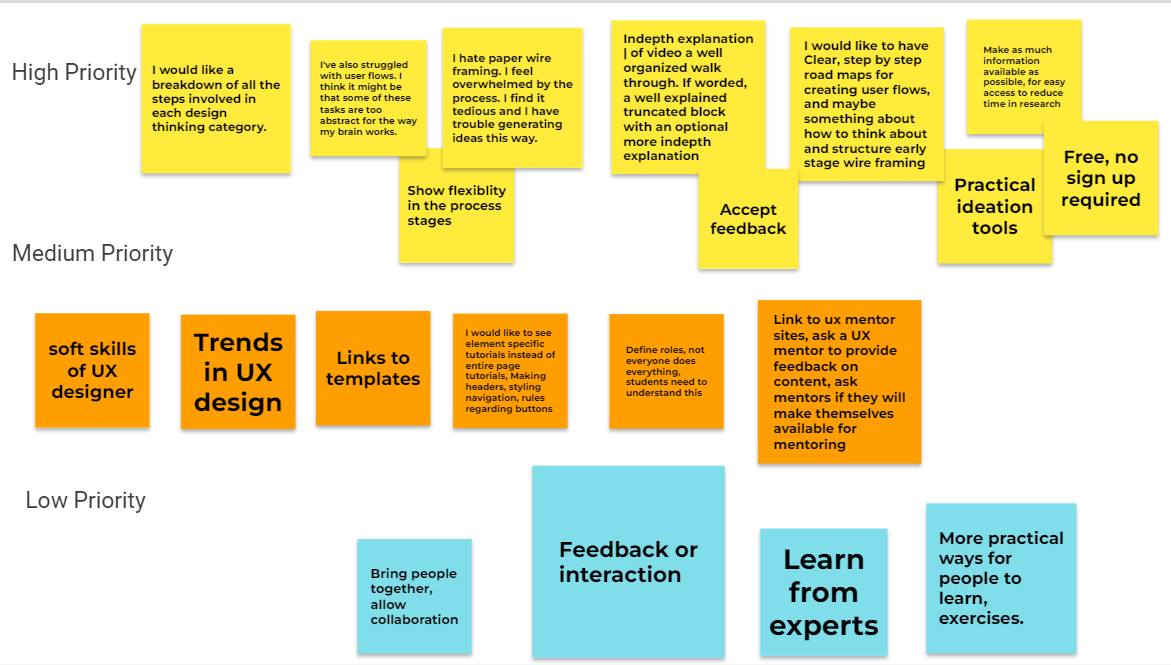 High Priority
I would like a
breakdown of all the
steps involved in
each design
thinking category.
I've also struggled
with user flows. I
think it might be
that some of these
tasks are too
abstract for the way
my brain works.
I hate paper wire
framing. I feel
overwhelmed by the
process. I find it
tedious and I have
trouble generating
ideas this way.
Show flexiblity
in the process
stages
Indepth explanation
| of video a well
organized walk
through. If worded,
a well explained
truncated block
with an optional
more indepth
explanation
Accept
feedback
I would like to have
Clear, step by step
road maps for
creating user flows,
and maybe
something about
how to think about
and structure early
stage wire framing
Make as much
information
available as
possible, for easy
access to reduce
time in research
Practical
ideation
tools
Free, no
sign up
required
Medium Priority
soft skills
of UX
designer
Trends
in UX
design
Links to
templates
I would like to see
element specific
tutorials instead of
entire page
tutorials, Making
headers, styling
navigation, rules
regarding buttons
Define roles, not
everyone does
everything,
students need to
understand this
Link to ux mentor
sites, ask a UX
mentor to provide
feedback on
content, ask
mentors if they will
make themselves
available for
mentoring
Low Priority
Bring people
together,
allow
collaboration
Feedback or
interaction
Learn
from
experts
More practical
ways for
people to
learn,
exercises.